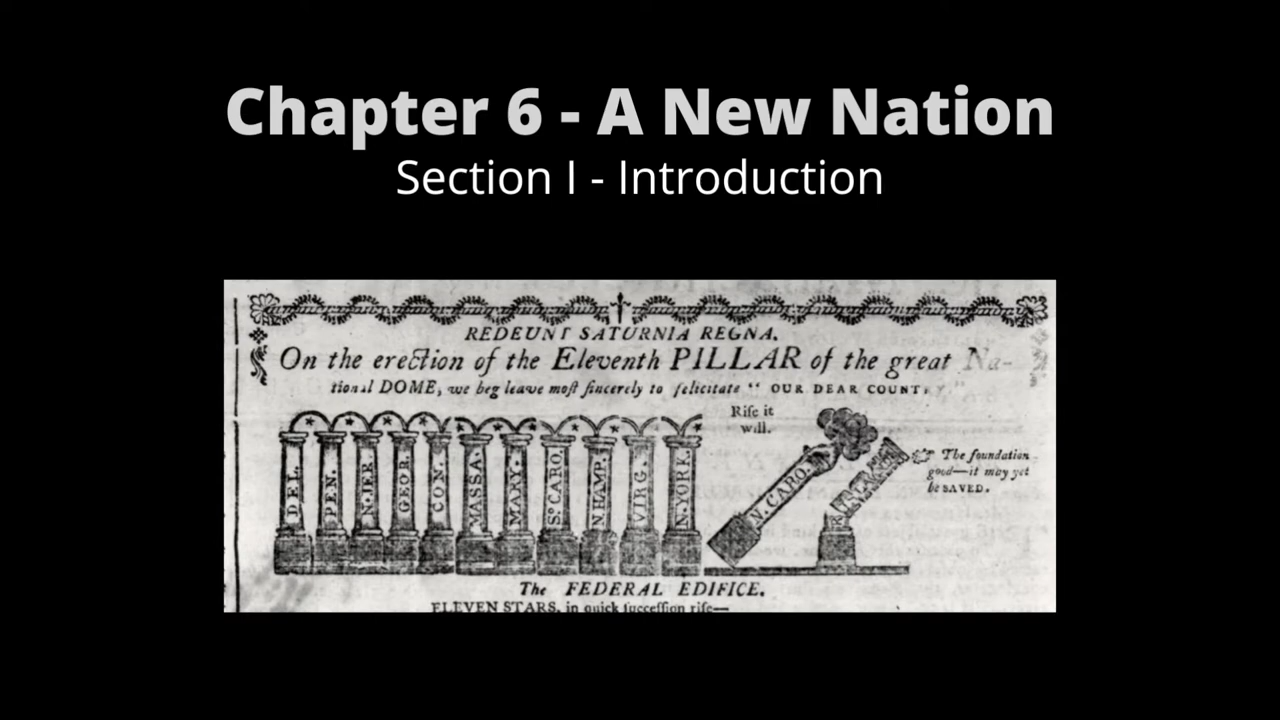 Chapter 6 - A New Nation
Section I - Introduction
REDEUNT SATURNIA REGNA.
On the erection of the Eleventh PILLAR of the great Na-
tional DOME, we beg leave moſt ſincerely to felicitate “ OUR DEAR COUNTRY.”
Riſe it
will.
The foundation
good—it may yet
be SAVED.
DEL.
PEN.
N.JER.
GEOR.
CON.
MASSA.
MARY.
So. CARO.
N.HAMP.
VIRG.
N.YORK.
N. CARO.
The FEDERAL EDIFICE.
ELEVEN STARS, in quick ſucceſſion riſe—